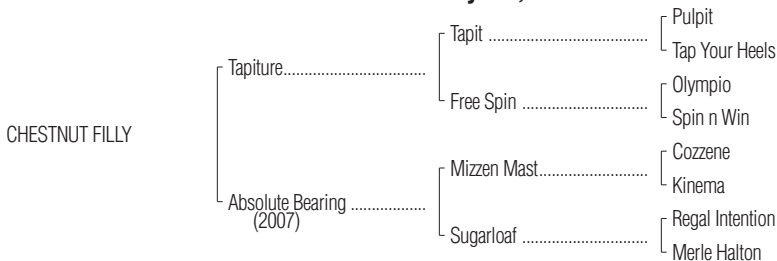 Pulpit
Tapit ......................................
Tap Your Heels
Tapiture..................................
Olympio
Free Spin ..............................
Spin n Win
CHESTNUT FILLY
Cozzene
Mizzen Mast..........................
Kinema
Absolute Bearing ..................
(2007)
Regal Intention
Sugarloaf ..............................
Merle Halton